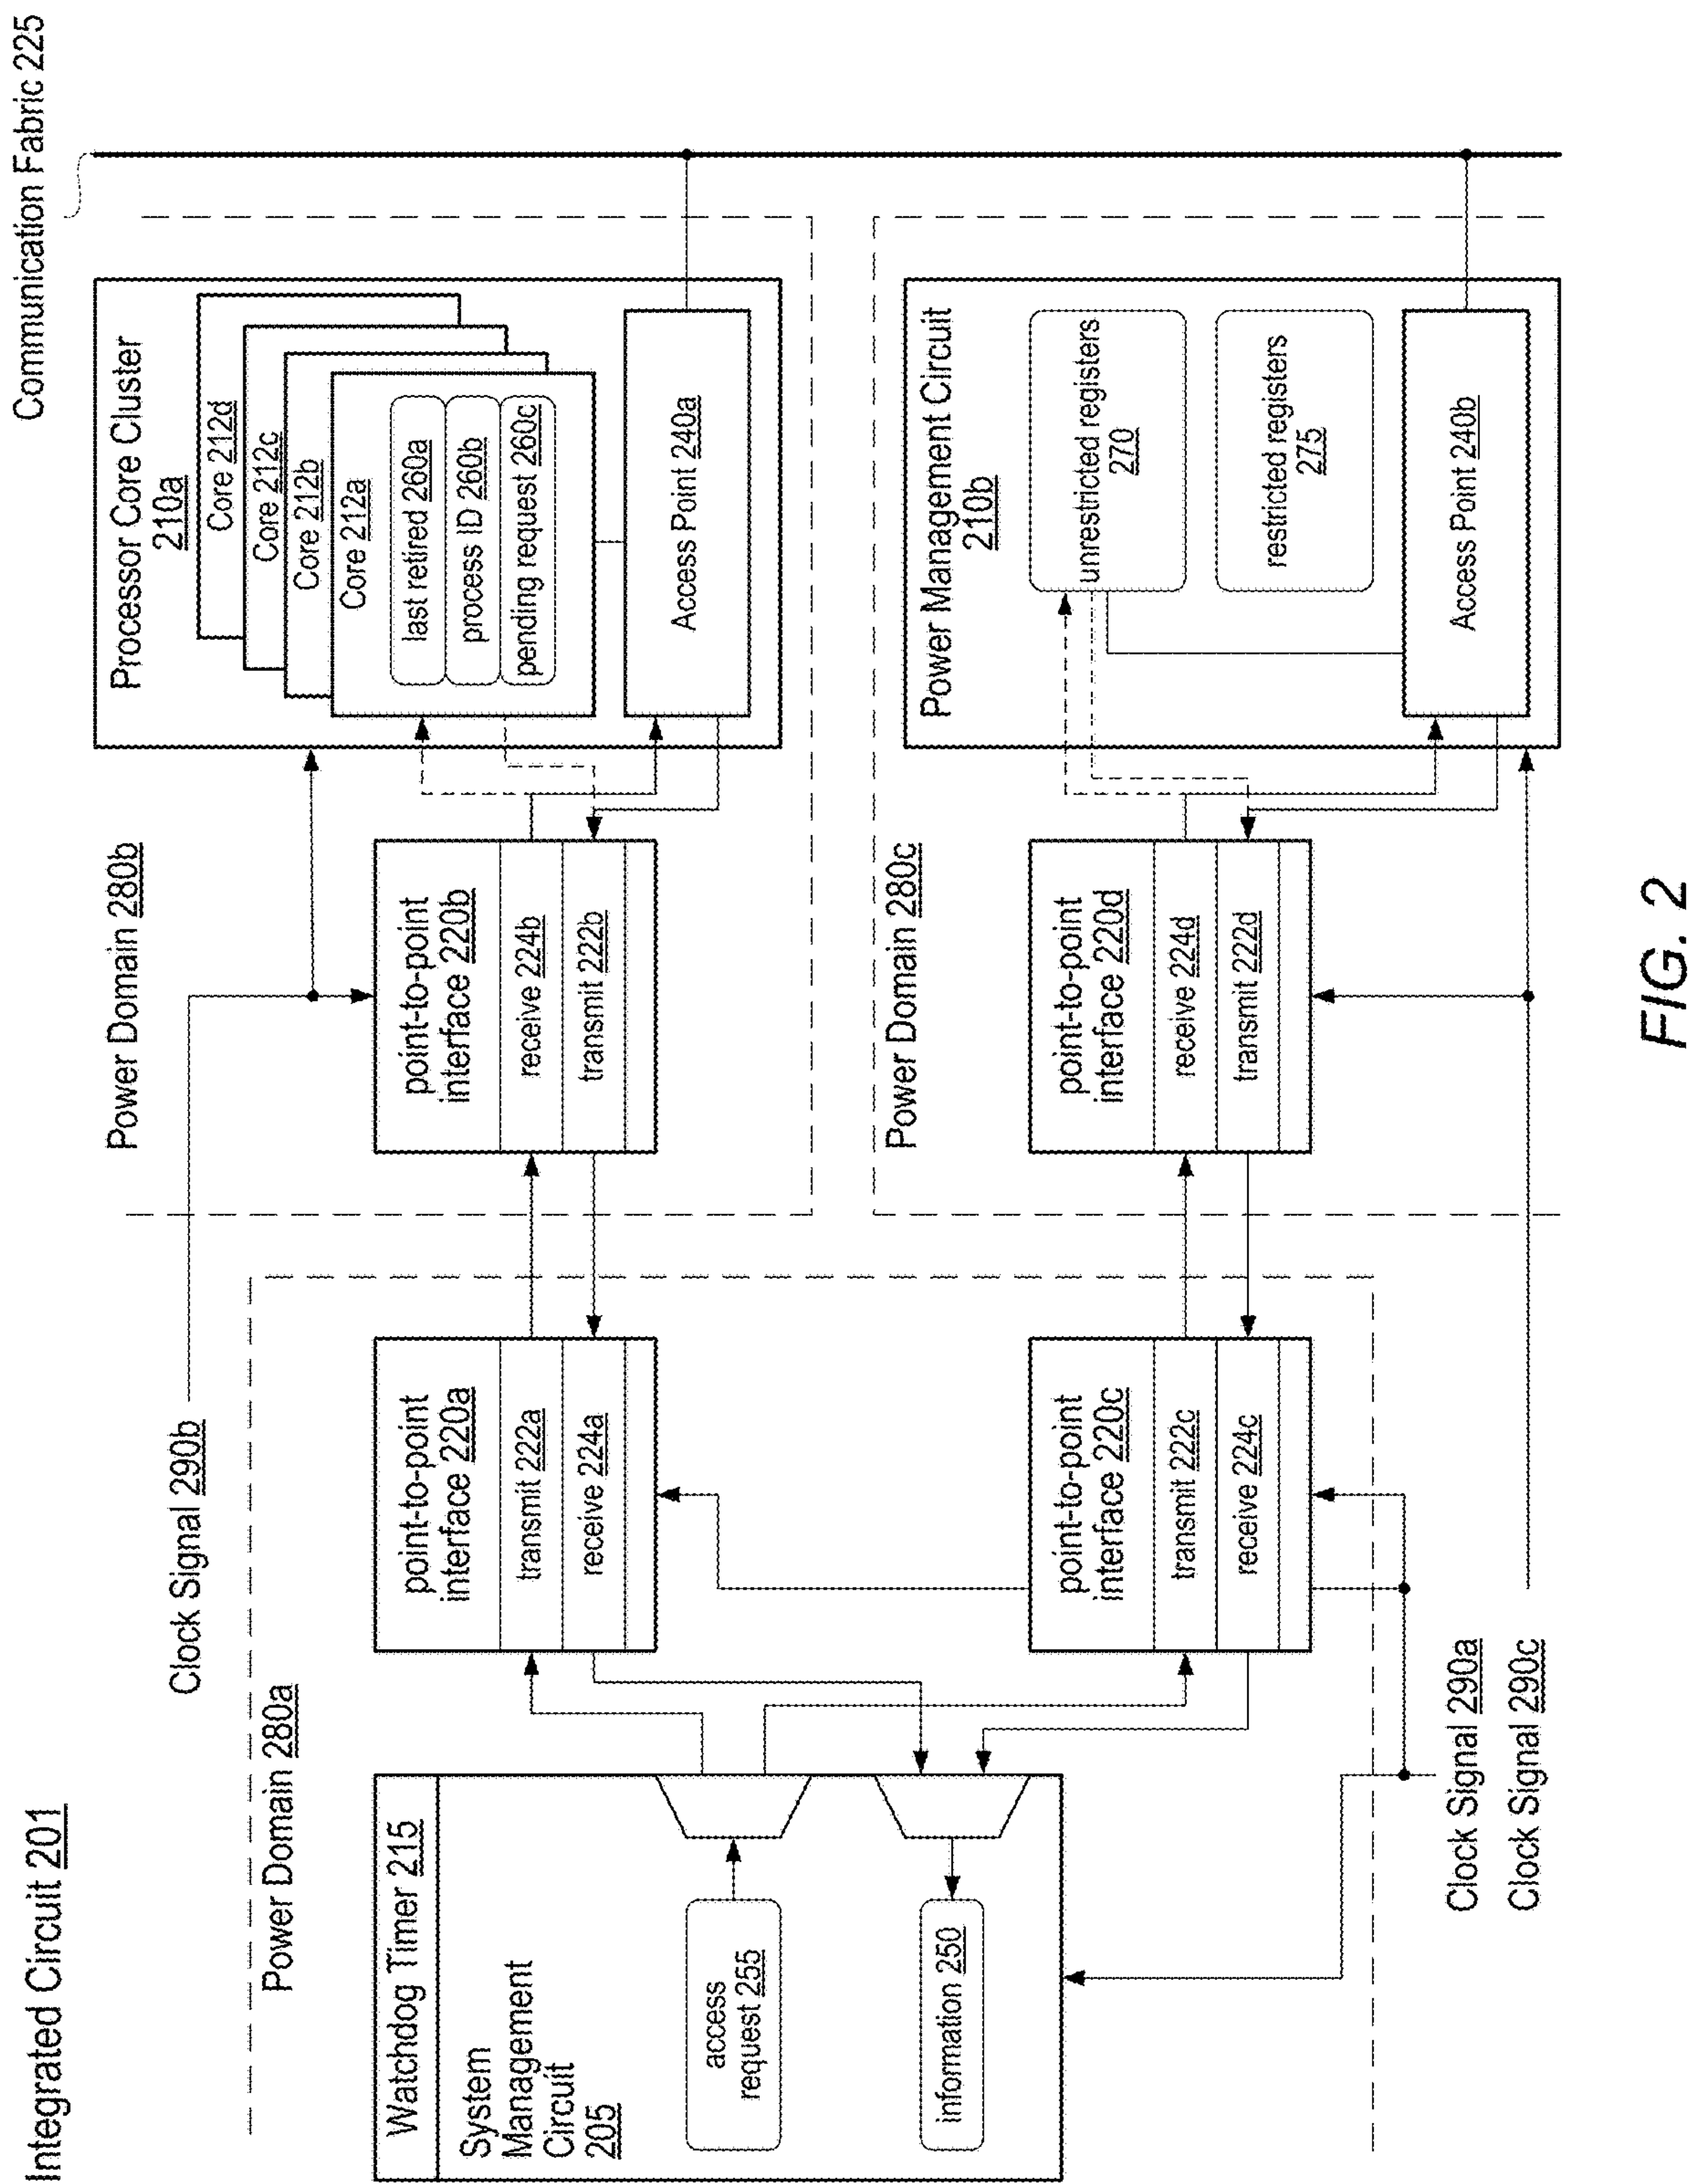 Integrated Circuit 201
Communication Fabric 225
Power Domain 280a
Watchdog Timer 215
System
Management
Circuit
205
access
request 255
information 250
Clock Signal 290b
point-to-point
interface 220a
transmit 222a
receive 224a
point-to-point
interface 220c
transmit 222c
receive 224c
Clock Signal 290a
Clock Signal 290c
Power Domain 280b
point-to-point
interface 220b
receive 224b
transmit 222b
Processor Core Cluster
210a
Core 212d
Core 212c
Core 212b
Core 212a
last retired 260a
process ID 260b
pending request 260c
Access Point 240a
Power Domain 280c
point-to-point
interface 220d
receive 224d
transmit 222d
Power Management Circuit
210b
unrestricted registers
270
restricted registers
275
Access Point 240b
FIG. 2